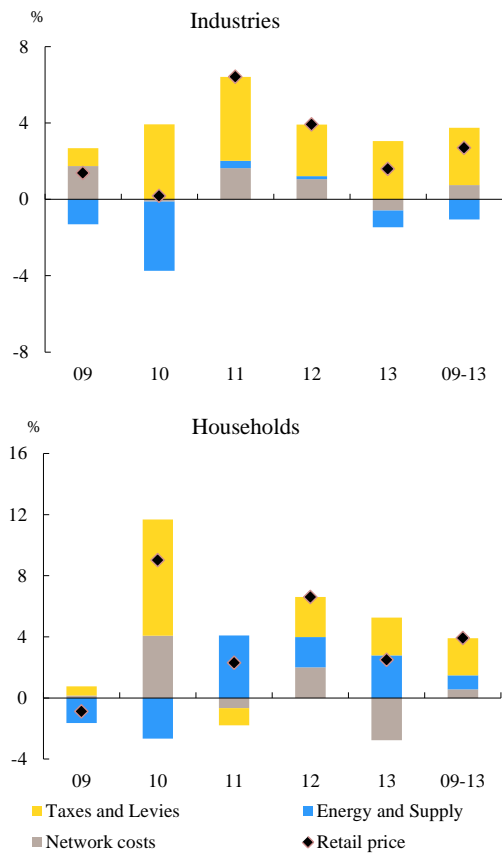 Industries
%
8
4
0
-4
-8
09 10 11 12 13 09-13
Households
%
16
12
8
4
0
-4
09 10 11 12 13 09-13
Taxes and Levies Energy and Supply
Network costs Retail price